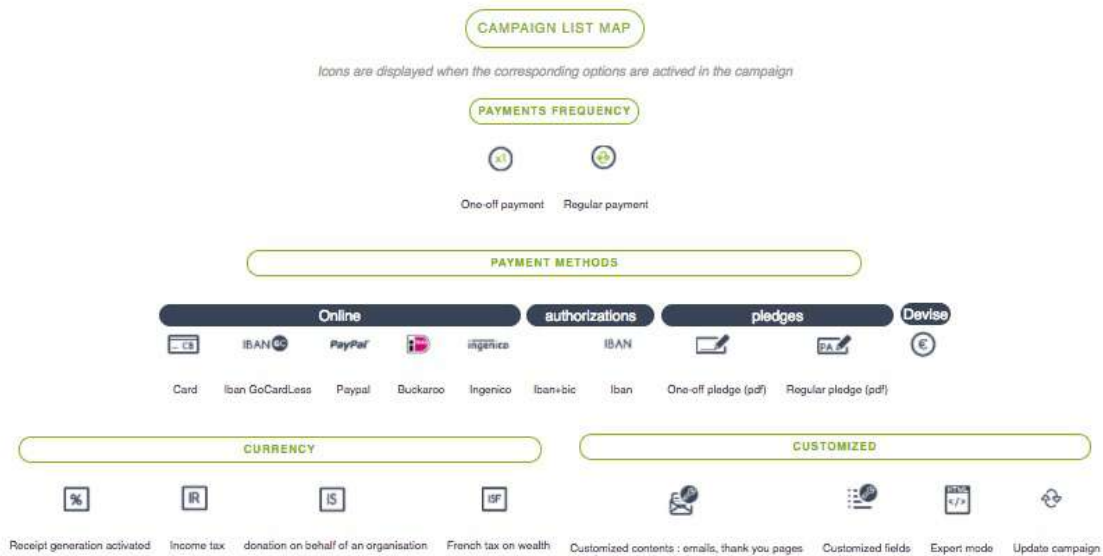 CAMPAIGN LIST MAP
Icons are displayed when the corresponding options are actived in the campaign
PAYMENTS FREQUENCY
x1
One-off payment Regular payment
PAYMENT METHODS
Online authorizations pledges Devise
CB IBAN GC PayPal ingenico IBAN PA €
Card Iban GoCardLess Paypal Buckaroo Ingenico Iban+bic Iban One-off pledge (pdf) Regular pledge (pdf)
CURRENCY CUSTOMIZED
% IR IS ISF HTML </>
Receipt generation activated Income tax donation on behalf of an organisation French tax on wealth Customized contents : emails, thank you pages Customized fields Expert mode Update campaign